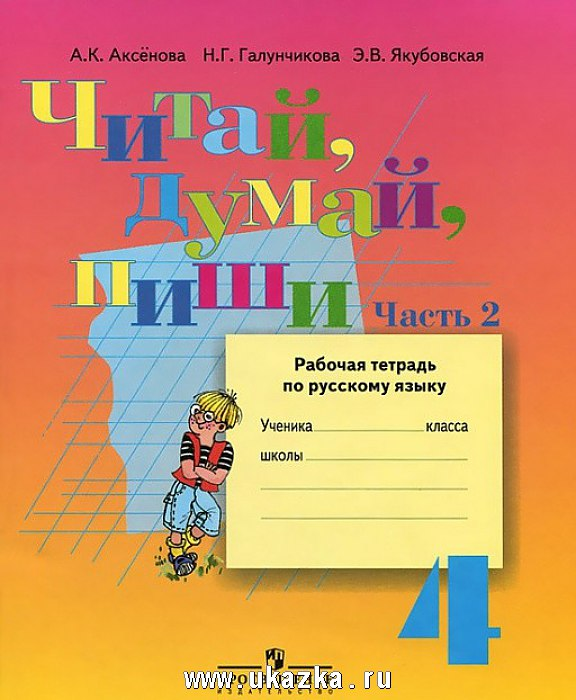 А.К. Аксёнова Н.Г. Галунчикова Э.В. Якубовская
Читай,
думай,
пиши
Часть 2
Рабочая тетрадь
по русскому языку
Ученика класса
школы
4
www.ukazka.ru
ИЗДАТЕЛЬСТВО